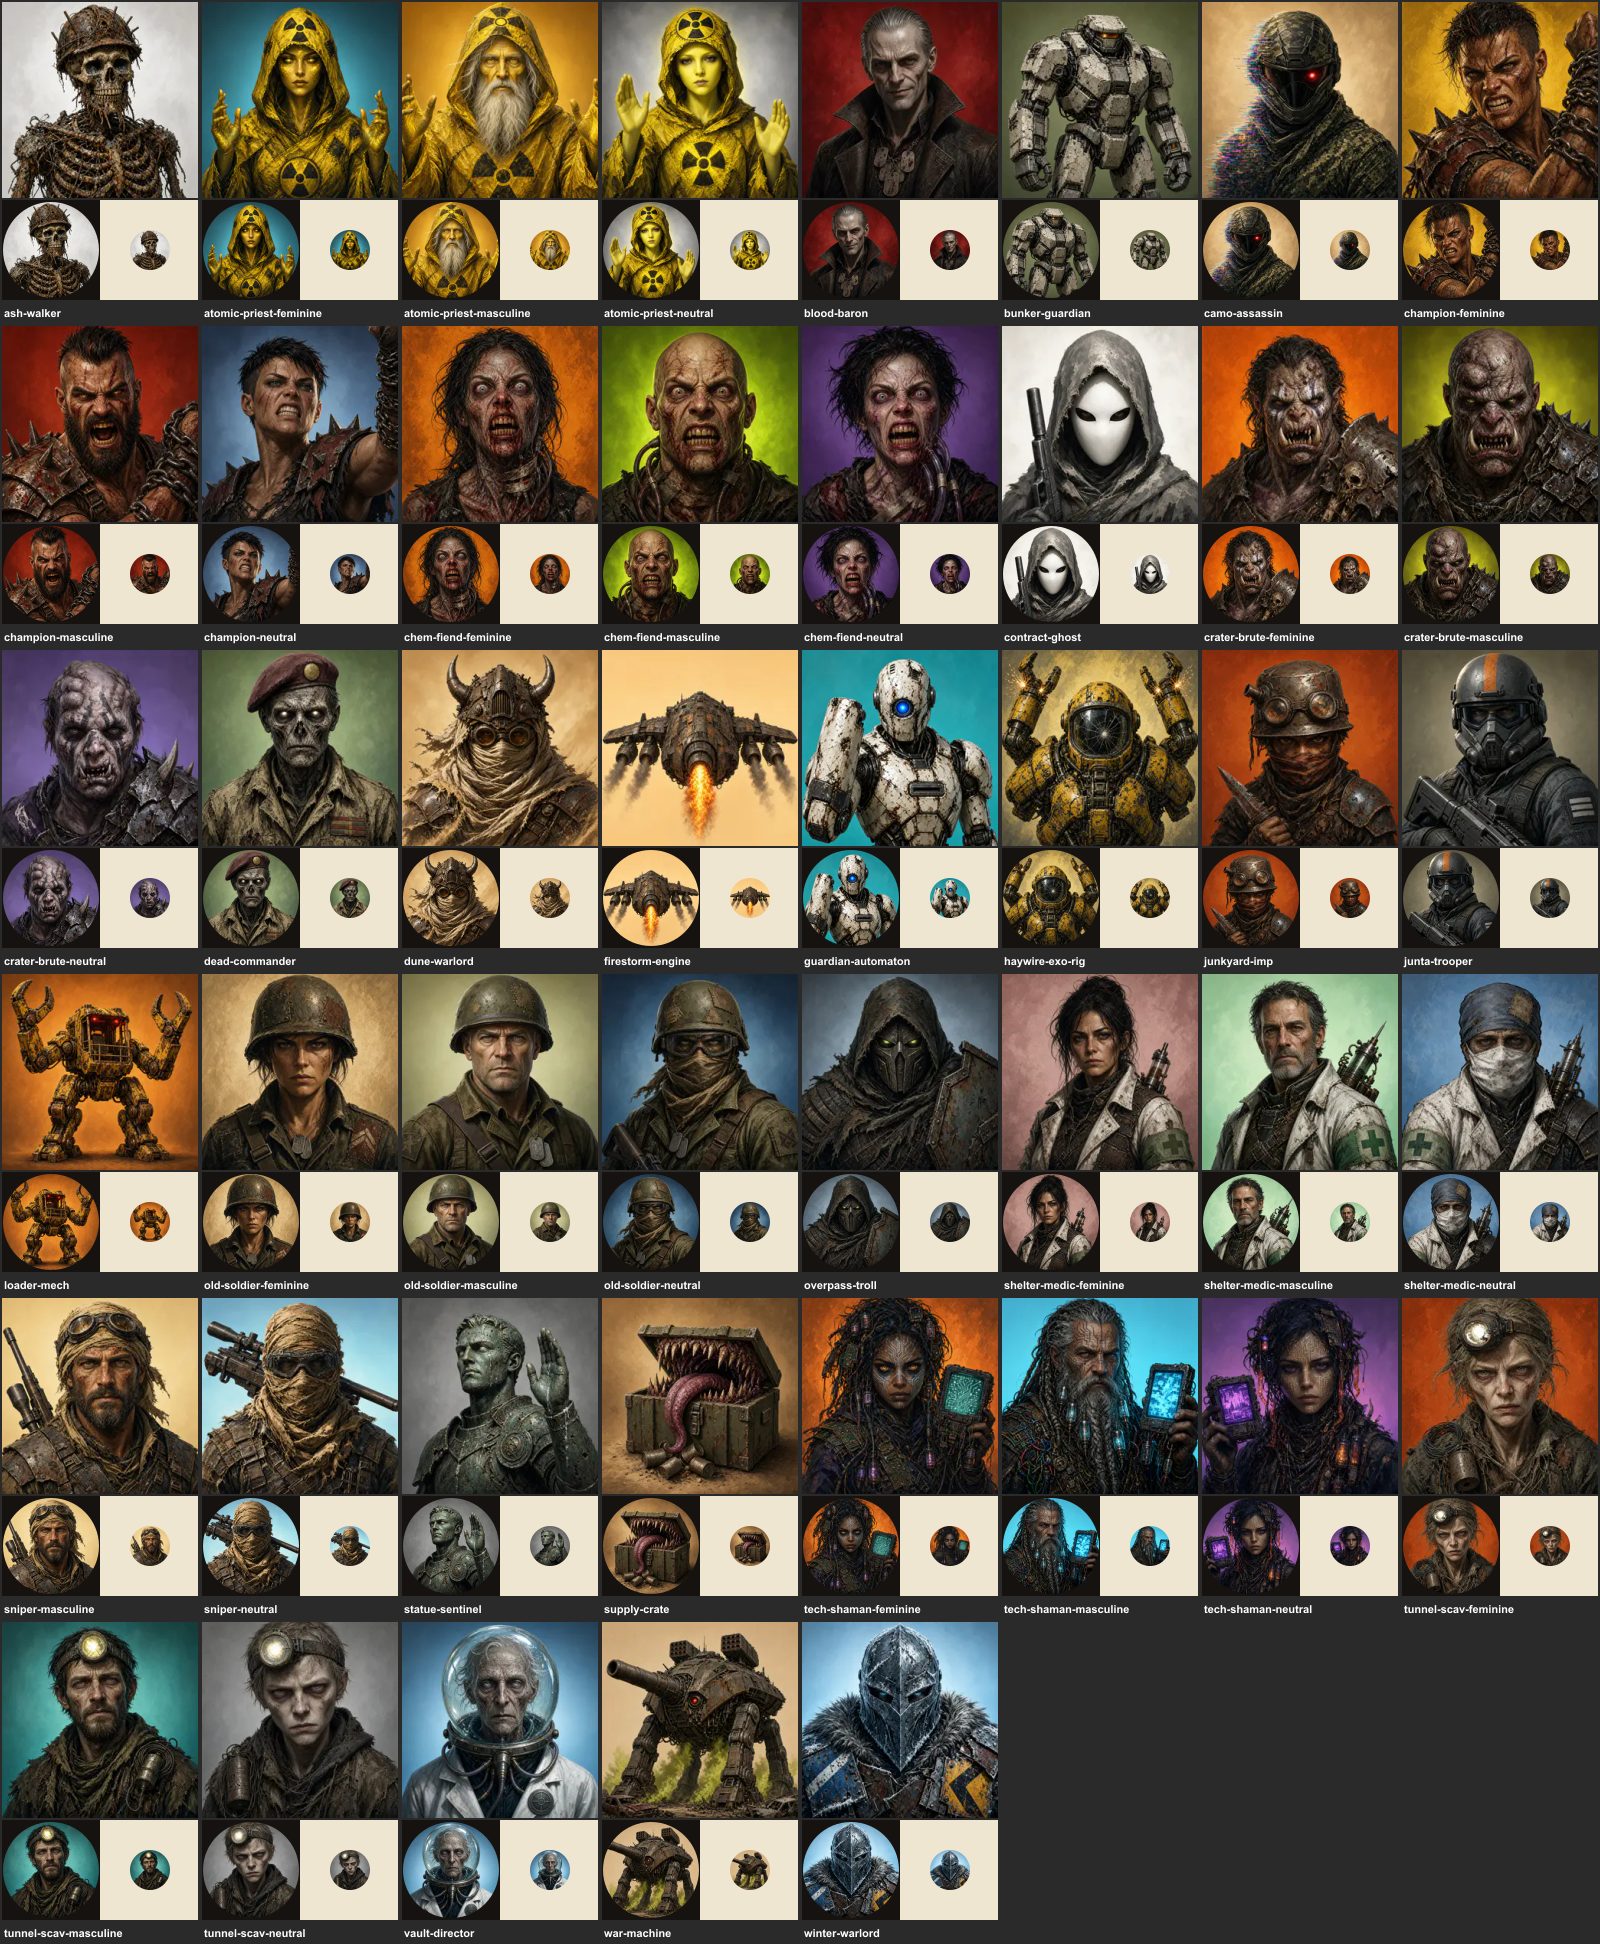 ash-walker
atomic-priest-feminine
atomic-priest-masculine
atomic-priest-neutral
blood-baron
bunker-guardian
camo-assassin
champion-feminine
champion-masculine
champion-neutral
chem-fiend-feminine
chem-fiend-masculine
chem-fiend-neutral
contract-ghost
crater-brute-feminine
crater-brute-masculine
crater-brute-neutral
dead-commander
dune-warlord
firestorm-engine
guardian-automaton
haywire-exo-rig
junkyard-imp
junta-trooper
loader-mech
old-soldier-feminine
old-soldier-masculine
old-soldier-neutral
overpass-troll
shelter-medic-feminine
shelter-medic-masculine
shelter-medic-neutral
sniper-masculine
sniper-neutral
statue-sentinel
supply-crate
tech-shaman-feminine
tech-shaman-masculine
tech-shaman-neutral
tunnel-scav-feminine
tunnel-scav-masculine
tunnel-scav-neutral
vault-director
war-machine
winter-warlord